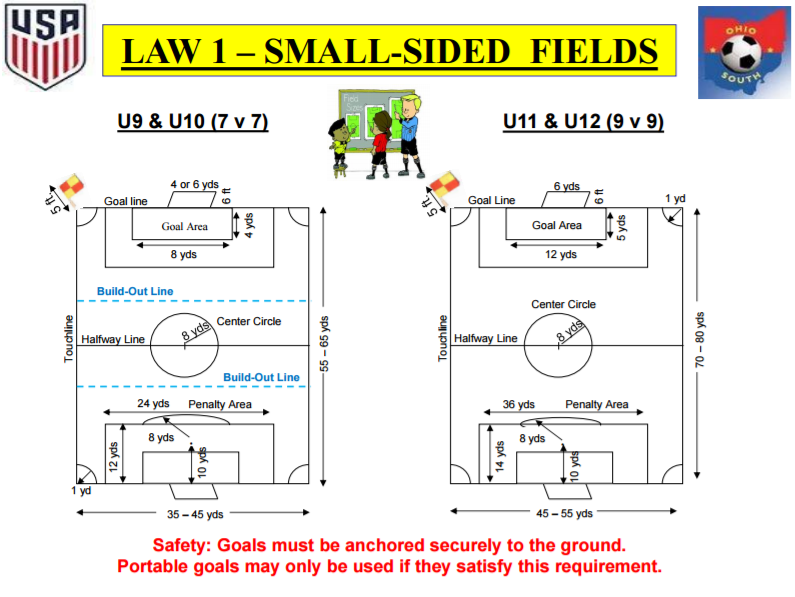 USA
LAW 1 – SMALL-SIDED FIELDS
OHIO
SOUTH
U9 & U10 (7 v 7)
Field
Sizes
U11 & U12 (9 v 9)
5 ft.
Goal line
4 or 6 yds
6 ft
Goal Area
4 yds
8 yds
Build-Out Line
Touchline
Halfway Line
8 yds
Center Circle
55 – 65 yds
Build-Out Line
24 yds
Penalty Area
8 yds
12 yds
10 yds
1 yd
35 – 45 yds
5 ft.
Goal Line
6 yds
6 ft
1 yd
Goal Area
5 yds
12 yds
Center Circle
Touchline
Halfway Line
8 yds
70 – 80 yds
36 yds
Penalty Area
8 yds
14 yds
10 yds
45 – 55 yds
Safety: Goals must be anchored securely to the ground.
Portable goals may only be used if they satisfy this requirement.